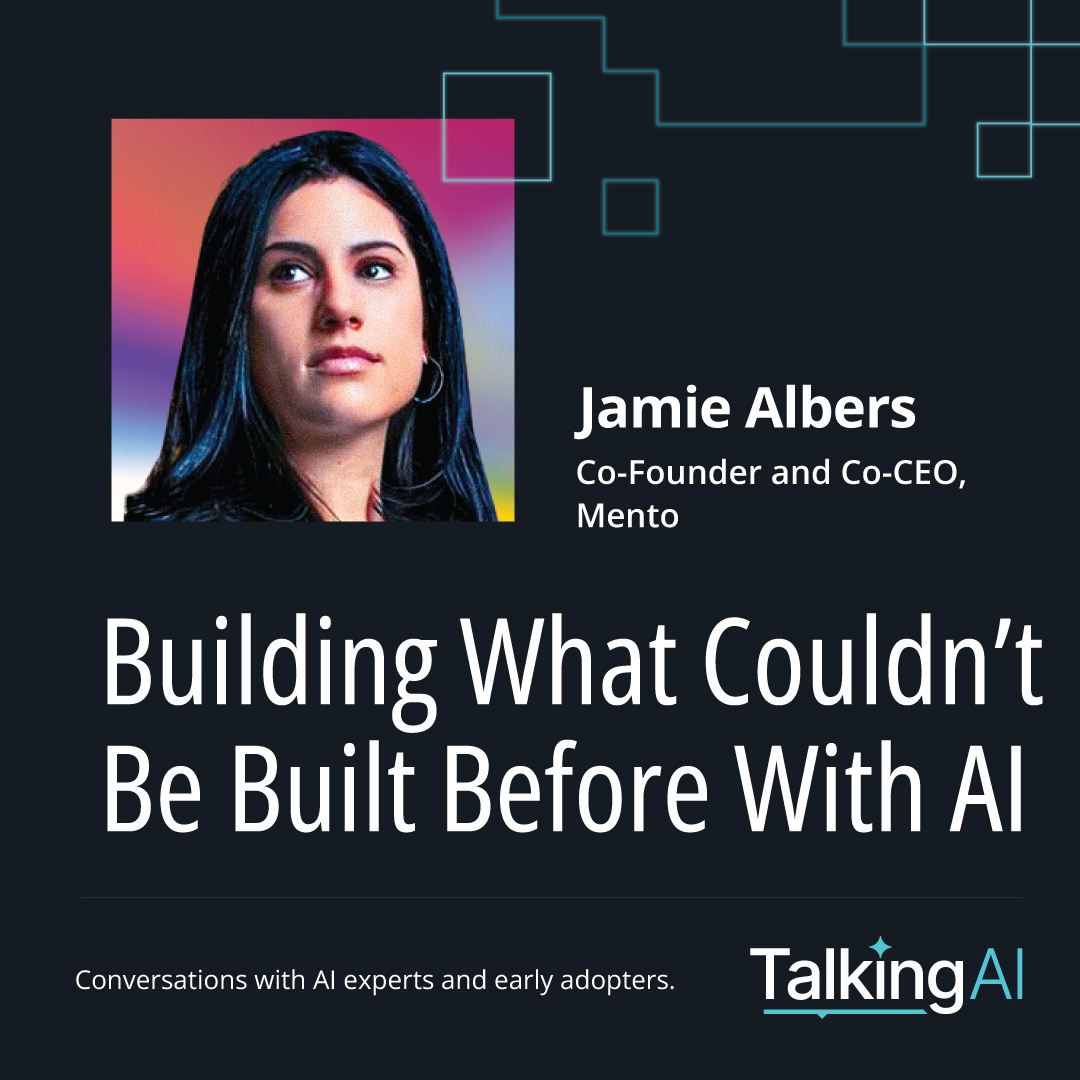 Jamie Albers
Co-Founder and Co-CEO,
Mento
Building What Couldn’t
Be Built Before With AI
Conversations with AI experts and early adopters.
TalkingAI